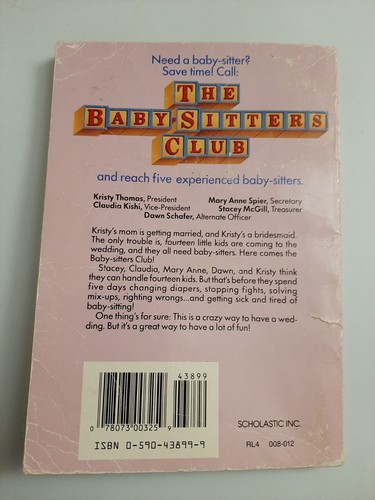 Need a baby-sitter?
Save time! Call:
THE
BABY-SITTERS
CLUB
and reach five experienced baby-sitters.
Kristy Thomas, President Mary Anne Spier, Secretary
Claudia Kishi, Vice-President Stacey McGill, Treasurer
Dawn Schafer, Alternate Officer
Kristy's mom is getting married, and Kristy's a bridesmaid.
The only trouble is, fourteen little kids are coming to the
wedding, and they all need baby-sitters. Here comes the
Baby-sitters Club!
Stacey, Claudia, Mary Anne, Dawn, and Kristy think
they can handle fourteen kids. But that's before they spend
five days changing diapers, stopping fights, solving
mix-ups, righting wrongs...and getting sick and tired of
baby-sitting!
One thing's for sure: This is a crazy way to have a wed-
ding. But it's a great way to have a lot of fun!
43899
0 78073 00325 9
ISBN 0-590-43899-9
SCHOLASTIC INC.
RL4 008-012